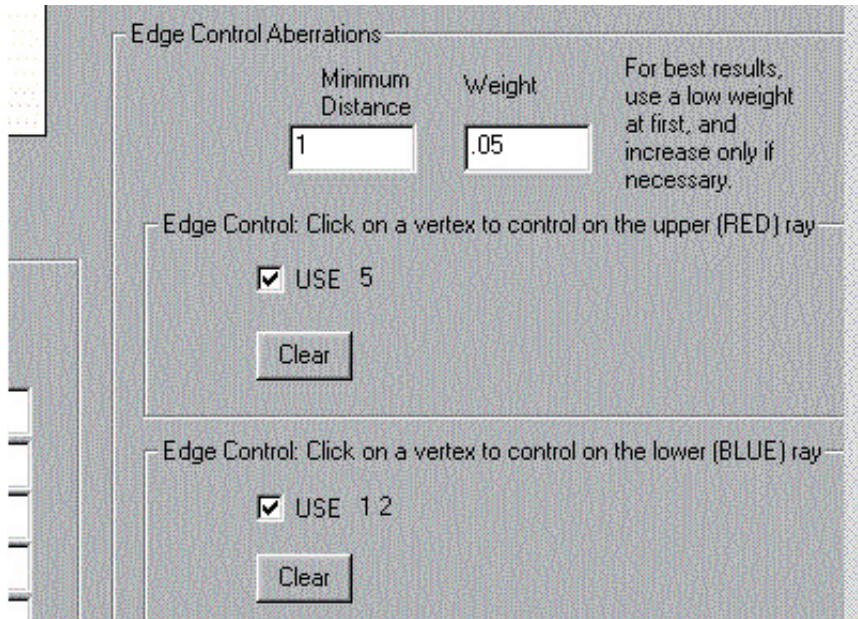 Edge Control Aberrations
Minimum
Distance
Weight
For best results,
use a low weight
at first, and
increase only if
necessary.
1
.05
Edge Control: Click on a vertex to control on the upper (RED) ray
USE 5
Clear
Edge Control: Click on a vertex to control on the lower (BLUE) ray
USE 1 2
Clear